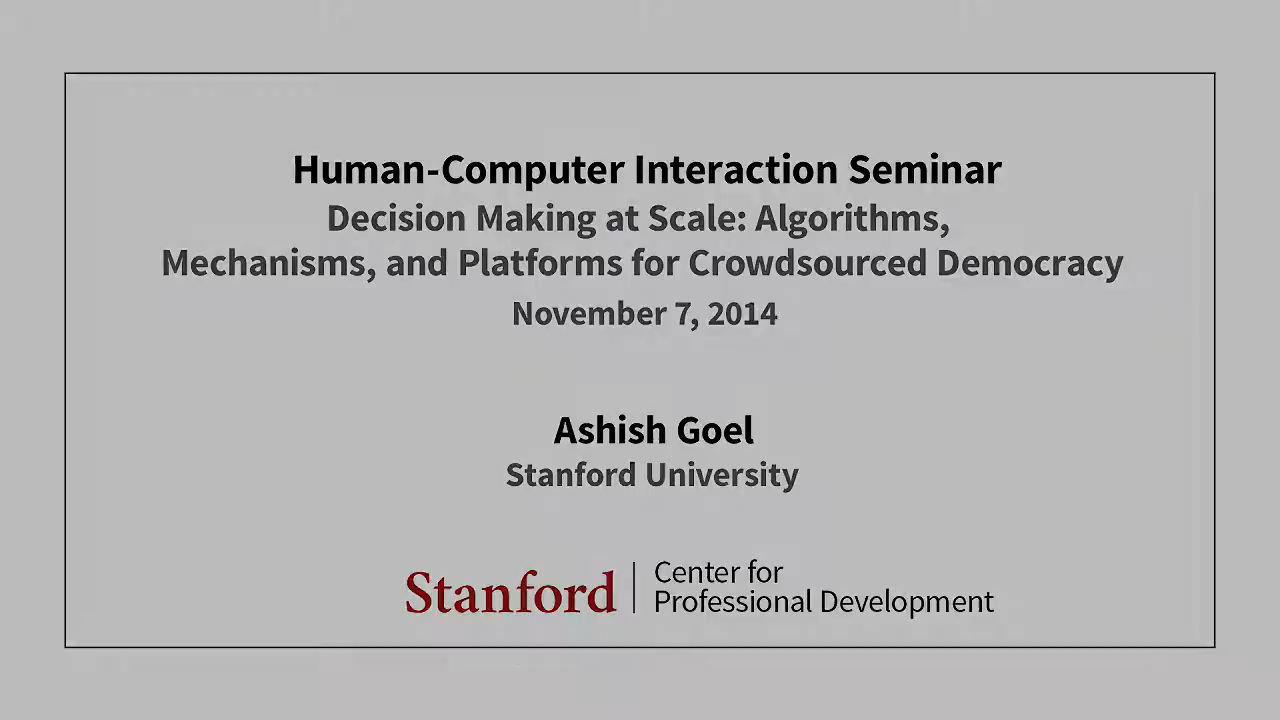 Human-Computer Interaction Seminar
Decision Making at Scale: Algorithms,
Mechanisms, and Platforms for Crowdsourced Democracy
November 7, 2014
Ashish Goel
Stanford University
Stanford
Center for
Professional Development